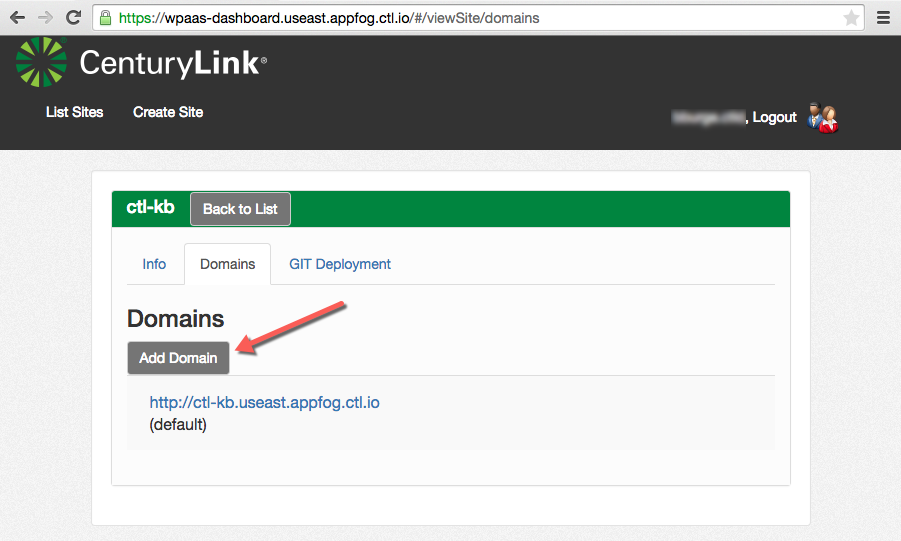 https://wpaas-dashboard.useast.appfog.ctl.io/#/viewSite/domains
CenturyLink®
List Sites Create Site
, Logout
ctl-kb Back to List
Info Domains GIT Deployment
Domains
Add Domain
http://ctl-kb.useast.appfog.ctl.io
(default)